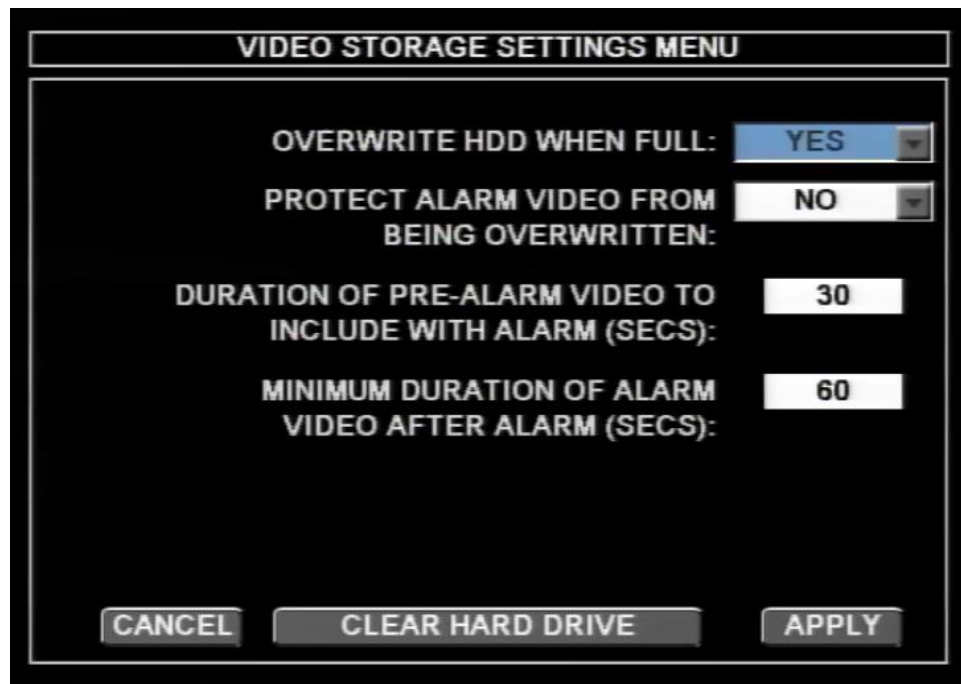 VIDEO STORAGE SETTINGS MENU
OVERWRITE HDD WHEN FULL: YES
PROTECT ALARM VIDEO FROM NO
BEING OVERWRITTEN:
DURATION OF PRE-ALARM VIDEO TO 30
INCLUDE WITH ALARM (SECS):
MINIMUM DURATION OF ALARM 60
VIDEO AFTER ALARM (SECS):
CANCEL CLEAR HARD DRIVE APPLY